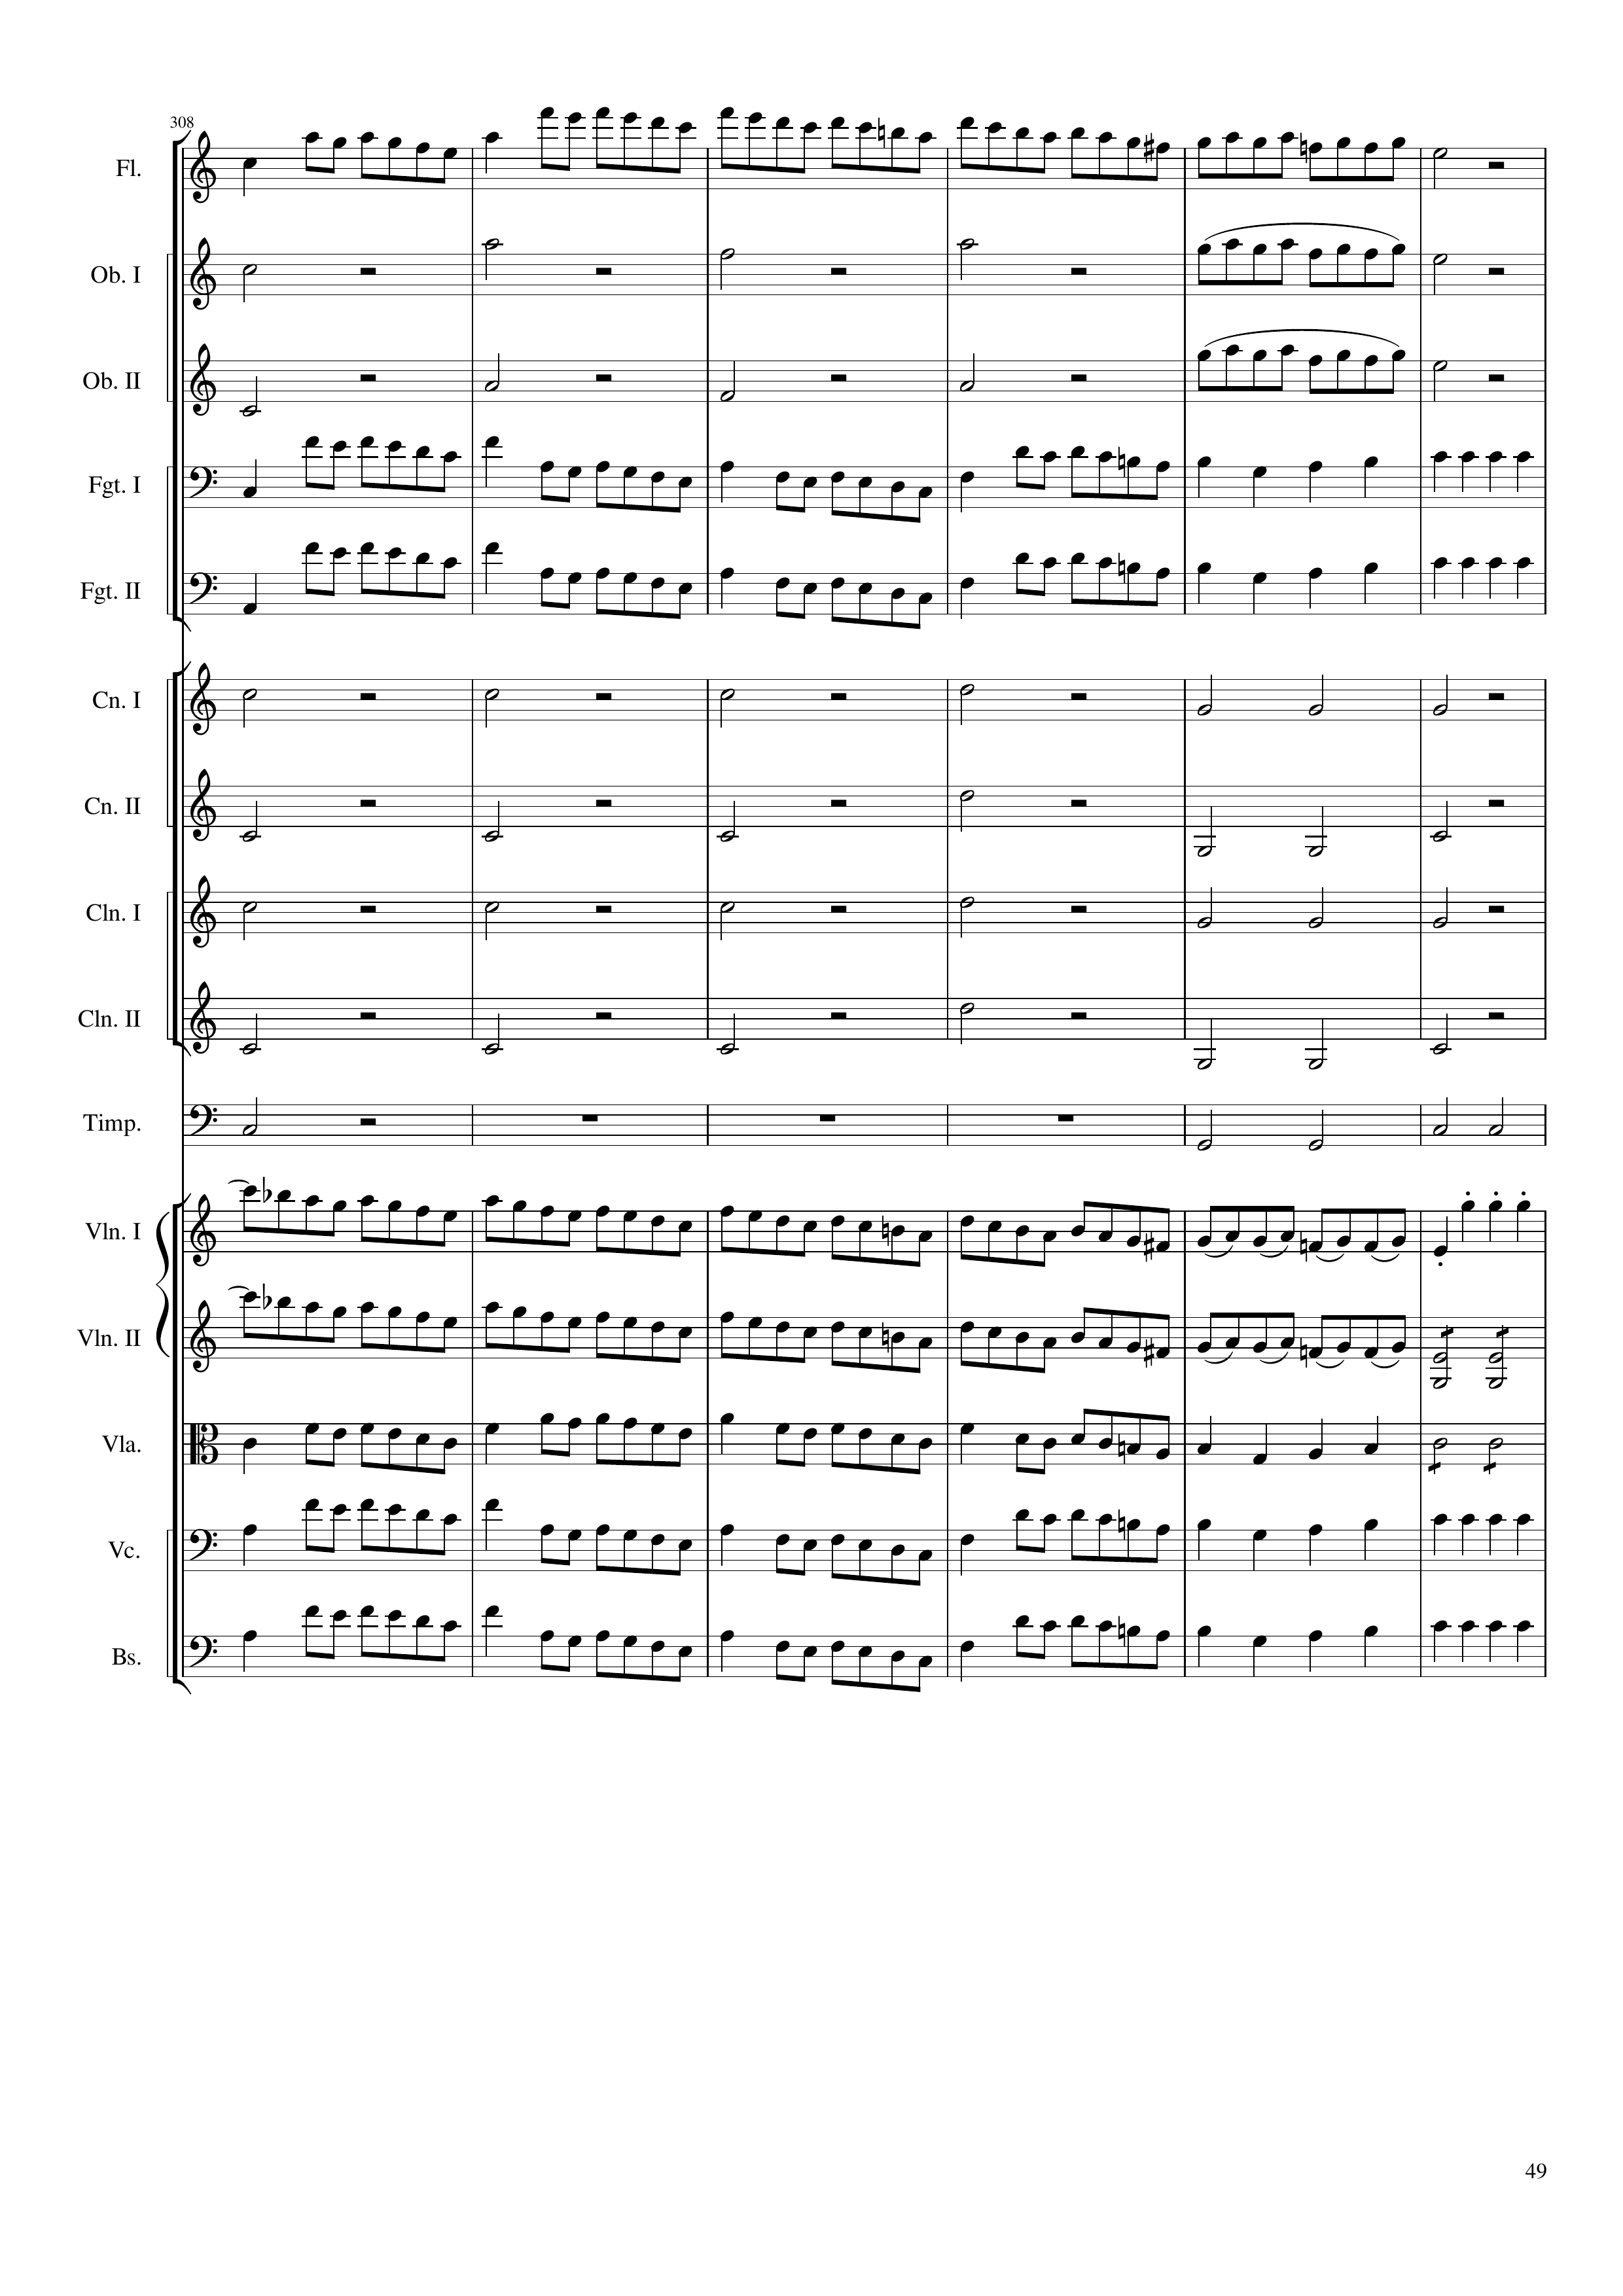 308
Fl.
Ob. I
Ob. II
Fgt. I
Fgt. II
Cn. I
Cn. II
Cln. I
Cln. II
Timp.
Vln. I
Vln. II
Vla.
Vc.
Bs.
49